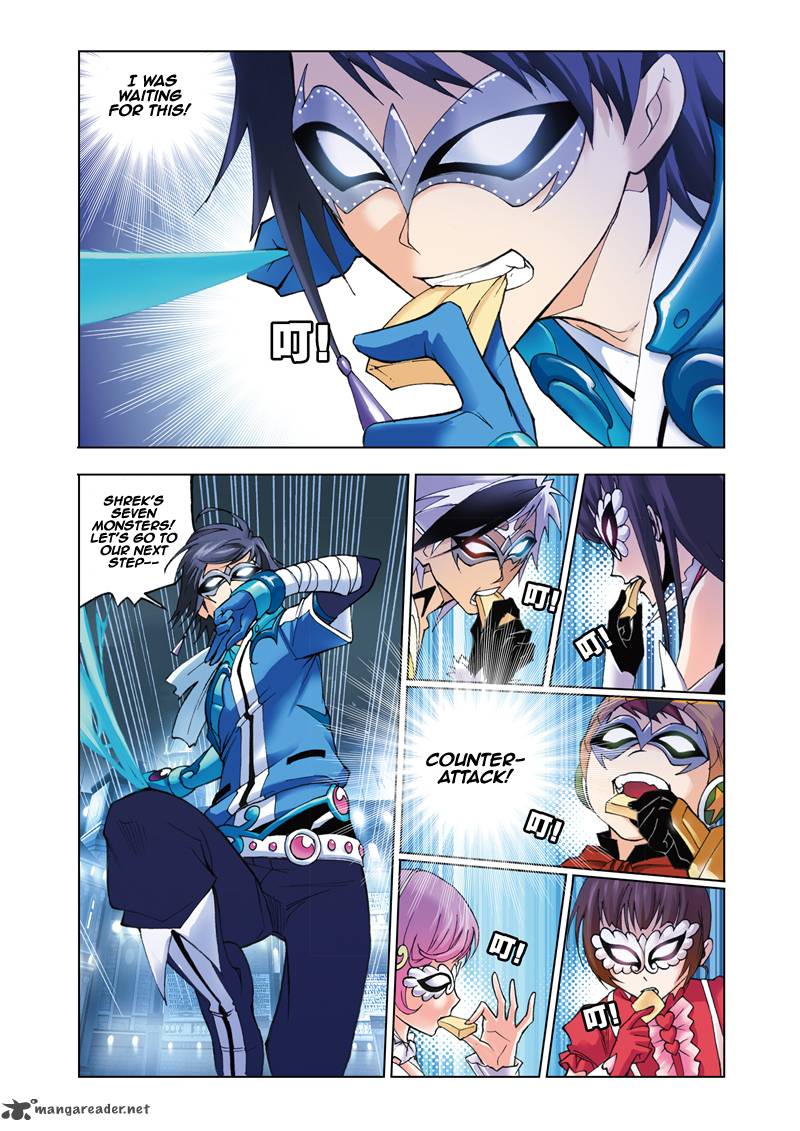 I WAS
WAITING
FOR THIS!
叮!
SHREK'S
SEVEN
MONSTERS!
LET'S GO TO
OUR NEXT
STEP--
叮!
叮!
COUNTER-
ATTACK!
叮!
叮!
叮!
mangareader.net